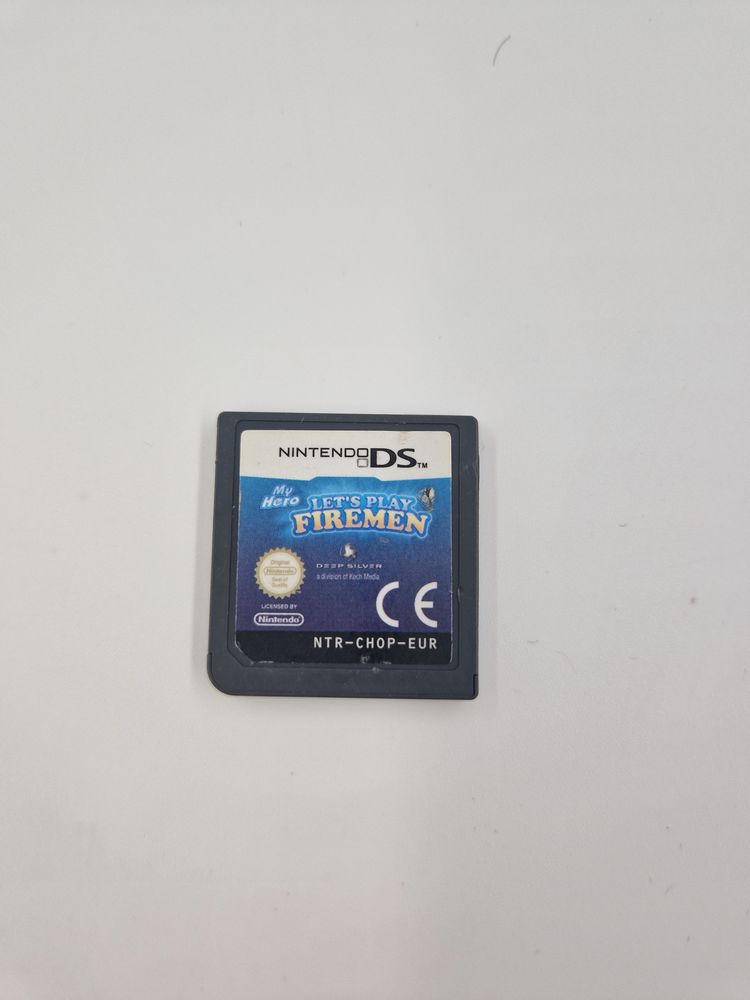 NINTENDO DS™
My Hero
LET'S PLAY
FIREMEN
DEEP SILVER
a division of Koch Media
Original
Nintendo
Seal of
Quality
LICENSED BY
Nintendo
CE
NTR-CHOP-EUR